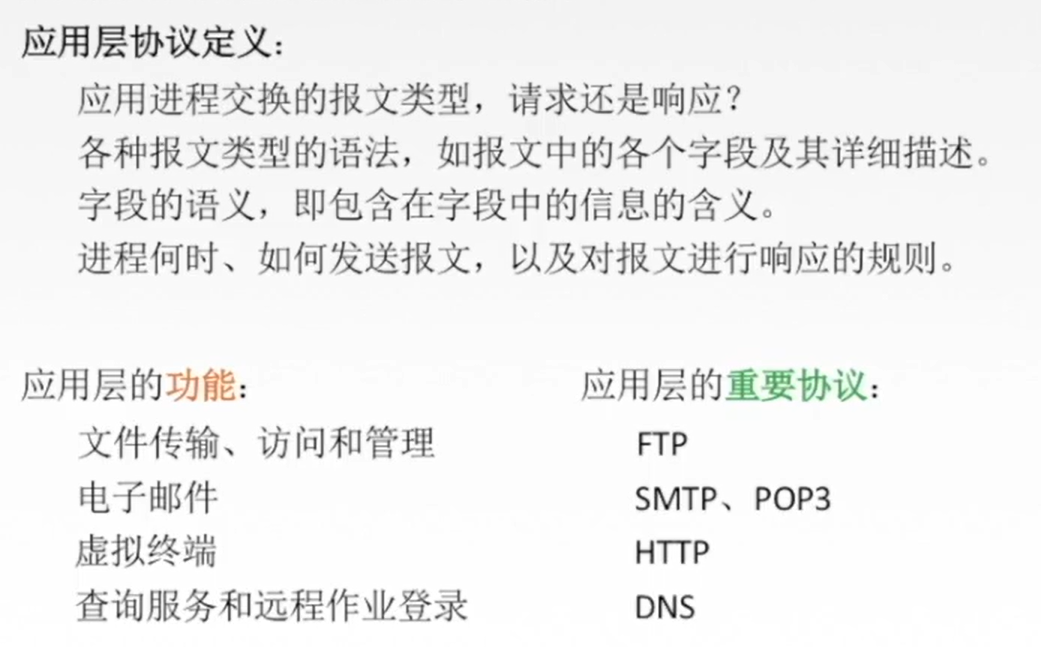 应用层协议定义：
应用进程交换的报文类型，请求还是响应？
各种报文类型的语法，如报文中的各个字段及其详细描述。
字段的语义，即包含在字段中的信息的含义。
进程何时、如何发送报文，以及对报文进行响应的规则。
应用层的功能：
文件传输、访问和管理
电子邮件
虚拟终端
查询服务和远程作业登录
应用层的重要协议：
FTP
SMTP、POP3
HTTP
DNS